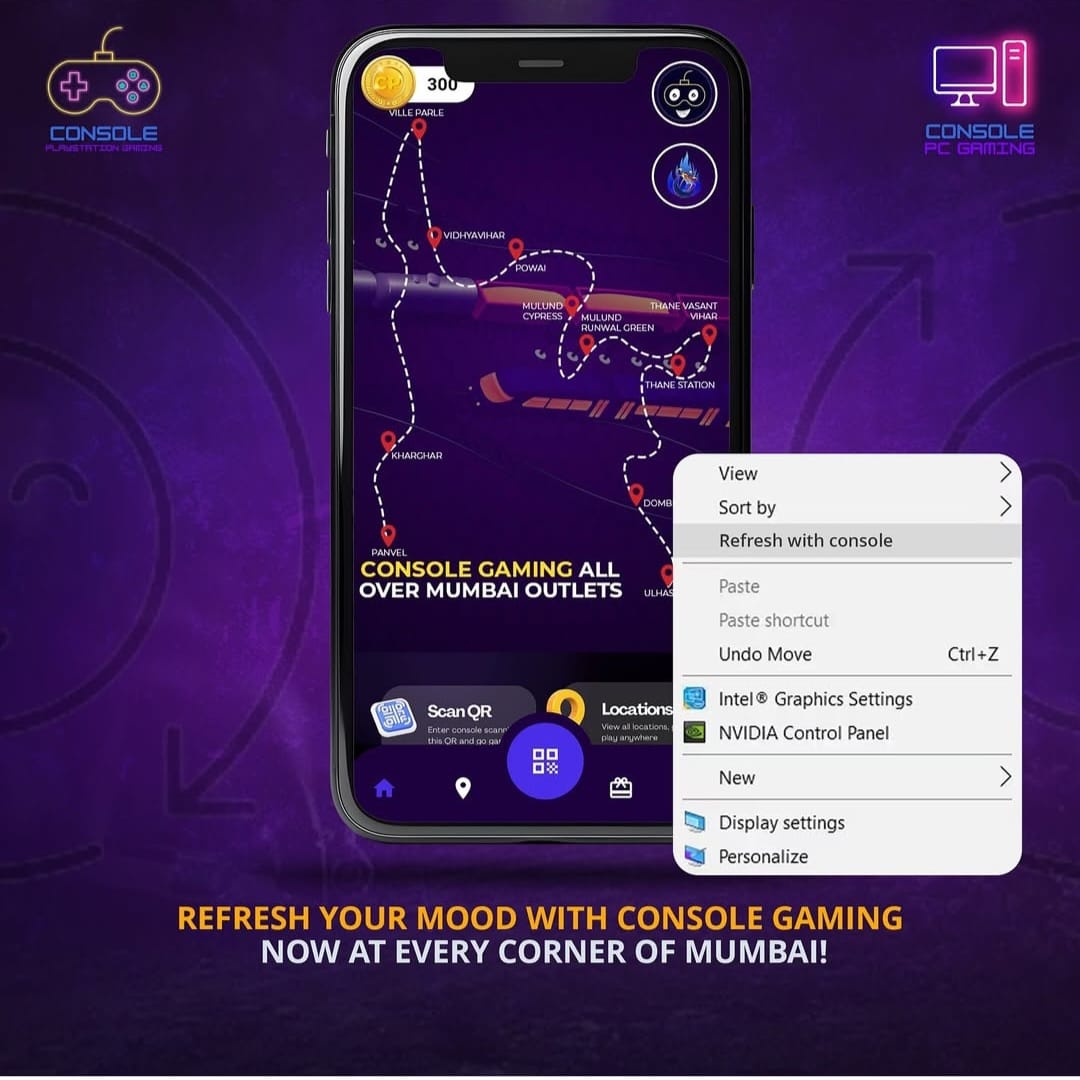 CONSOLE
PLAYSTATION GAMING
CONSOLE
PC GAMING
CP
300
VILLE PARLE
VIDHYAVIHAR
POWAI
MULUND
CYPRESS
MULUND
RUNWAL GREEN
THANE VASANT
VIHAR
THANE STATION
KHARGHAR
DOMB
PANVEL
ULHAS
CONSOLE GAMING ALL
OVER MUMBAI OUTLETS
Scan QR
Enter console scann
this QR and go gam
Locations
View all locations,
play anywhere
View
Sort by
Refresh with console
Paste
Paste shortcut
Undo Move Ctrl+Z
Intel® Graphics Settings
NVIDIA Control Panel
New
Display settings
Personalize
REFRESH YOUR MOOD WITH CONSOLE GAMING
NOW AT EVERY CORNER OF MUMBAI!